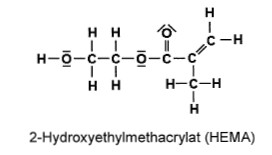 H
H H O C—H
H—O—C—C—O—C—C
H H H—C—H
H
2-Hydroxyethylmethacrylat (HEMA)